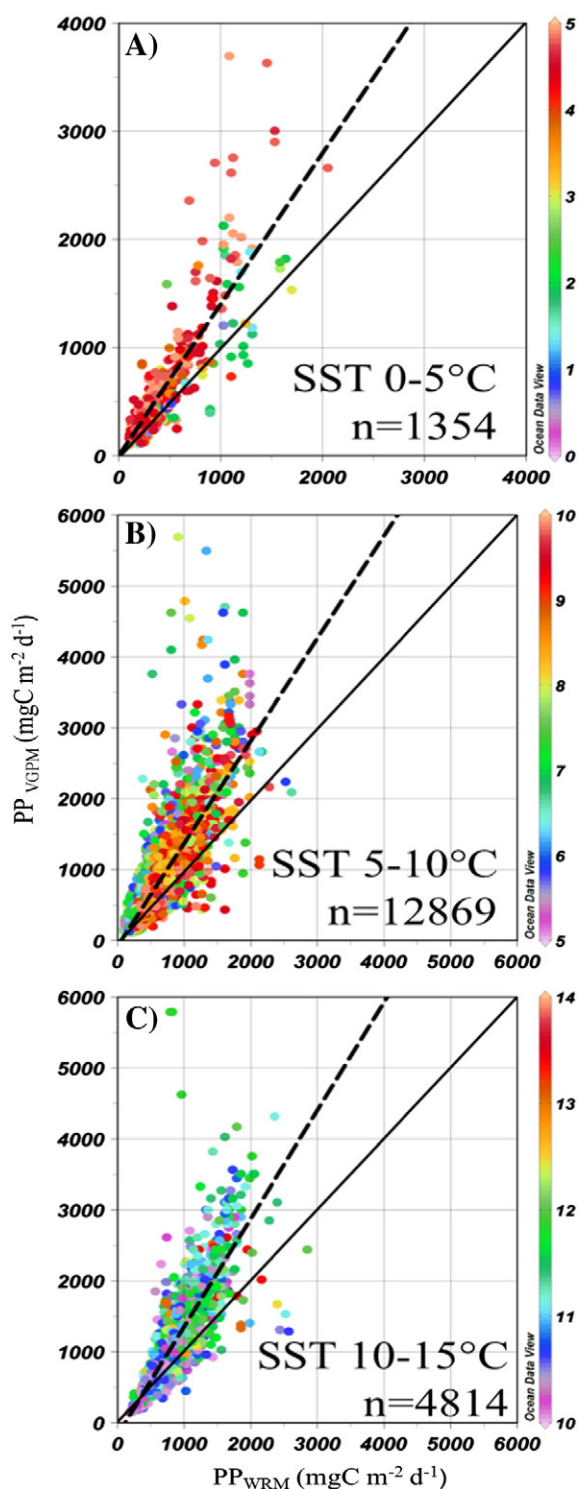 A)
4000
3000
2000
1000
0
0 1000 2000 3000 4000
SST 0-5°C
n=1354
5
4
3
2
1
0
Ocean Data View
B)
6000
5000
4000
3000
2000
1000
0
0 1000 2000 3000 4000 5000 6000
SST 5-10°C
n=12869
10
9
8
7
6
5
Ocean Data View
PP VGPM (mgC m-2 d-1)
C)
6000
5000
4000
3000
2000
1000
0
0 1000 2000 3000 4000 5000 6000
SST 10-15°C
n=4814
14
13
12
11
10
Ocean Data View
PPWRM (mgC m-2 d-1)